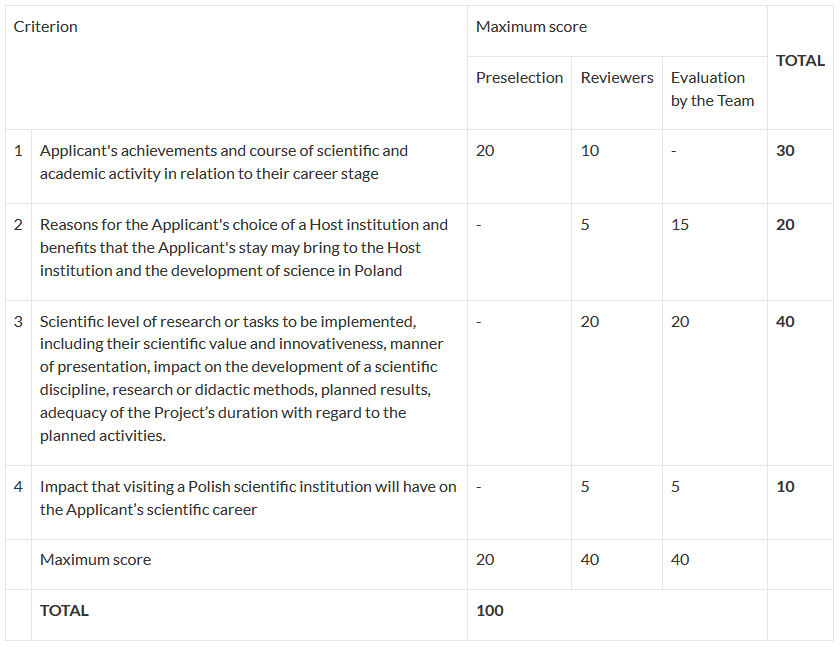 Criterion
Maximum score
TOTAL
Preselection
Reviewers
Evaluation
by the Team
1
Applicant's achievements and course of scientific and
academic activity in relation to their career stage
20
10
-
30
2
Reasons for the Applicant's choice of a Host institution and
benefits that the Applicant's stay may bring to the Host
institution and the development of science in Poland
-
5
15
20
3
Scientific level of research or tasks to be implemented,
including their scientific value and innovativeness, manner
of presentation, impact on the development of a scientific
discipline, research or didactic methods, planned results,
adequacy of the Project’s duration with regard to the
planned activities.
-
20
20
40
4
Impact that visiting a Polish scientific institution will have on
the Applicant’s scientific career
-
5
5
10
Maximum score
20
40
40
TOTAL
100